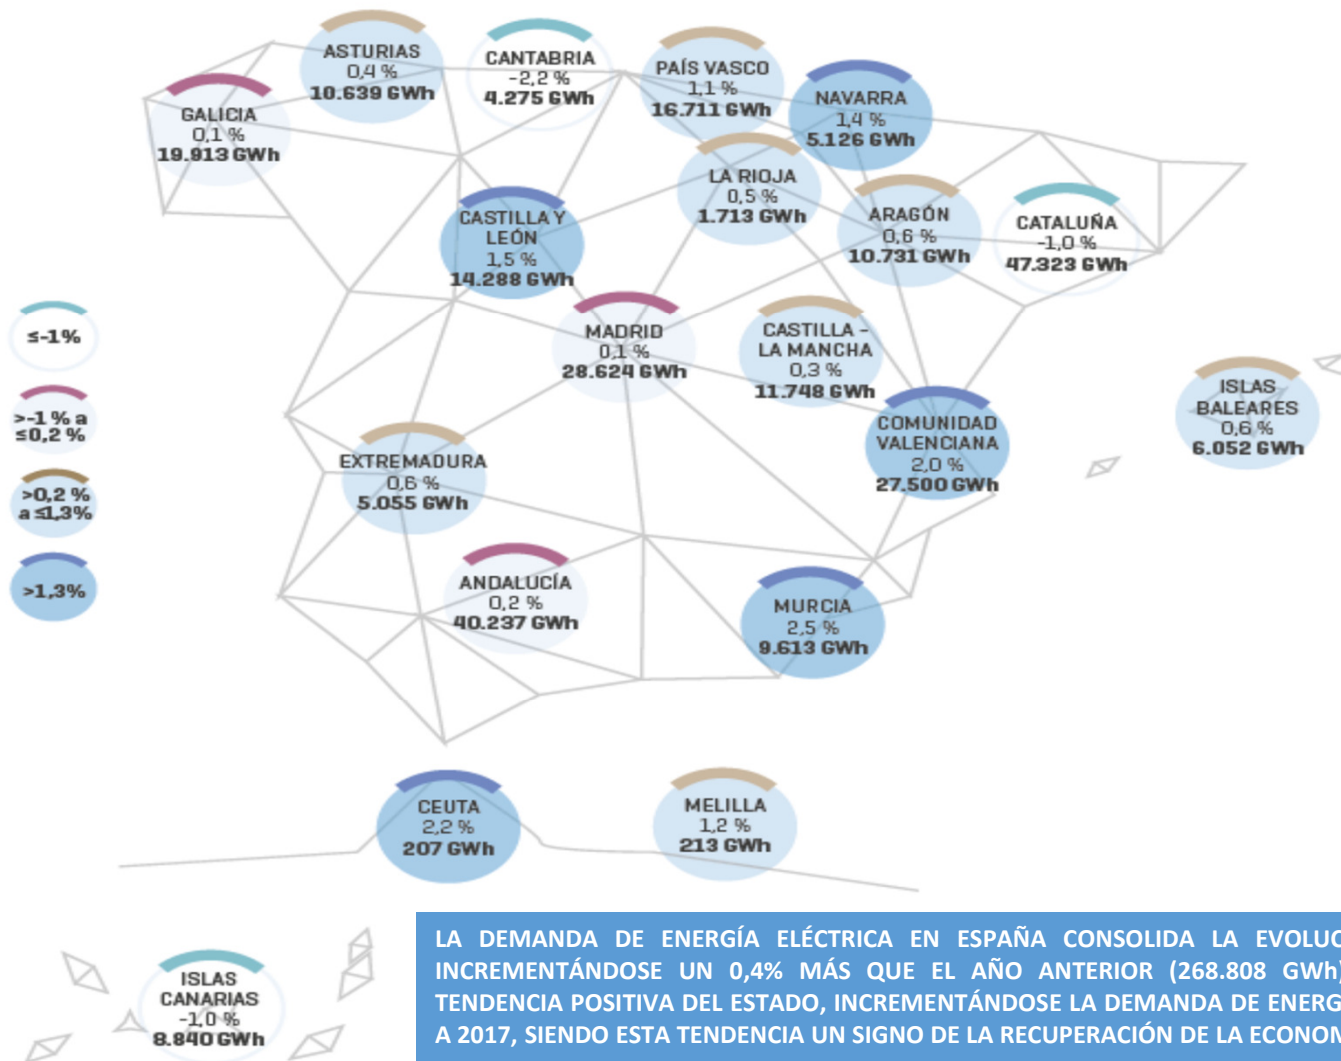 ASTURIAS
0,4 %
10.639 GWh
CANTABRIA
-2,2 %
4.275 GWh
PAÍS VASCO
1,1 %
16.711 GWh
NAVARRA
1,4 %
5.126 GWh
GALICIA
0,1 %
19.913 GWh
LA RIOJA
0,5 %
1.713 GWh
CASTILLA Y
LEÓN
1,5 %
14.288 GWh
ARAGÓN
0,6 %
10.731 GWh
CATALUÑA
-1,0 %
47.323 GWh
≤-1%
>-1 % a
≤0,2 %
>0,2 %
a ≤1,3%
>1,3%
MADRID
0,1 %
28.624 GWh
CASTILLA -
LA MANCHA
0,3 %
11.748 GWh
ISLAS
BALEARES
0,6 %
6.052 GWh
COMUNIDAD
VALENCIANA
2,0 %
27.500 GWh
EXTREMADURA
0,6 %
5.055 GWh
ANDALUCÍA
0,2 %
40.237 GWh
MURCIA
2,5 %
9.613 GWh
CEUTA
2,2 %
207 GWh
MELILLA
1,2 %
213 GWh
ISLAS
CANARIAS
-1,0 %
8.840 GWh
LA DEMANDA DE ENERGÍA ELÉCTRICA EN ESPAÑA CONSOLIDA LA EVOLUC
INCREMENTÁNDOSE UN 0,4% MÁS QUE EL AÑO ANTERIOR (268.808 GWh)
TENDENCIA POSITIVA DEL ESTADO, INCREMENTÁNDOSE LA DEMANDA DE ENERG
A 2017, SIENDO ESTA TENDENCIA UN SIGNO DE LA RECUPERACIÓN DE LA ECONOM